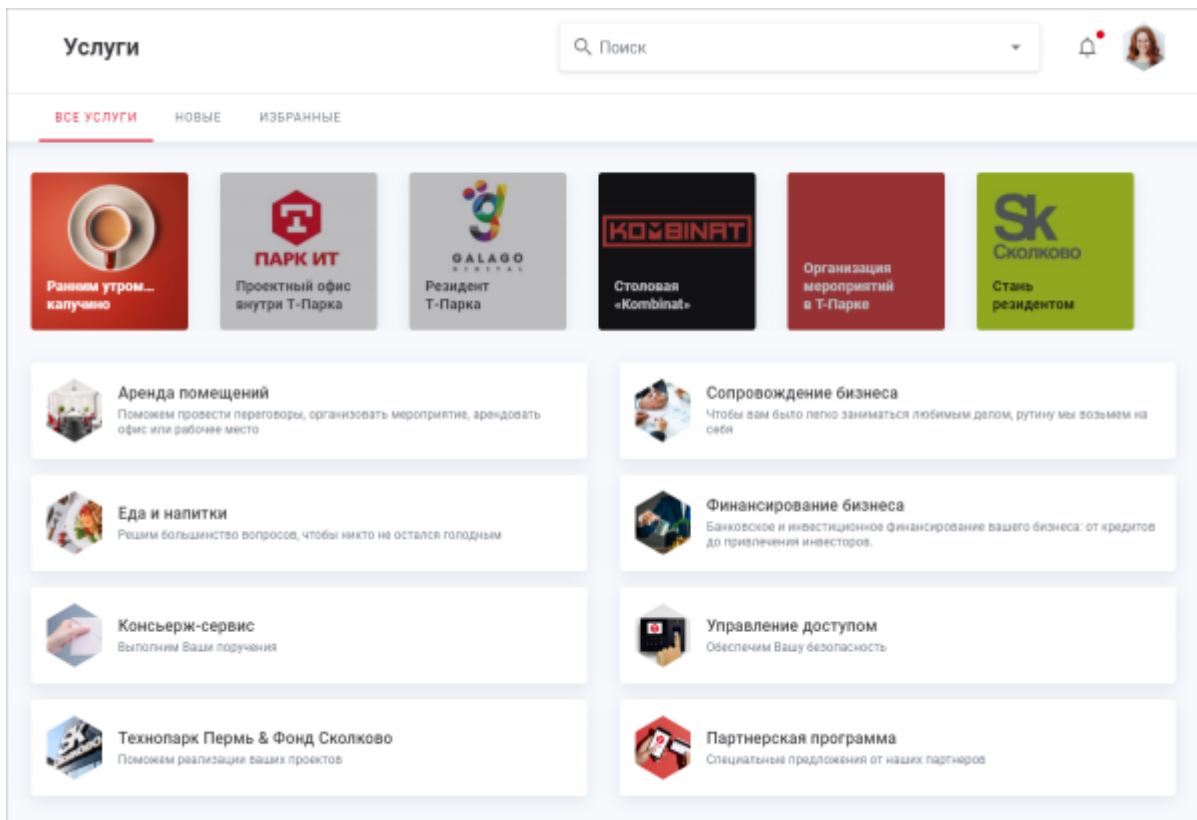 Услуги
Поиск
ВСЕ УСЛУГИ
НОВЫЕ
ИЗБРАННЫЕ
Ранним утром...
капучино
ПАРК ИТ
Проектный офис
внутри Т-Парка
GALAGO
DIGITAL
Резидент
Т-Парка
KOMBINAT
Столовая
«Kombinat»
Организация
мероприятий
в Т-Парке
Sk
Сколково
Стань
резидентом
Аренда помещений
Поможем провести переговоры, организовать мероприятие, арендовать
офис или рабочее место
Сопровождение бизнеса
Чтобы вам было легко заниматься любимым делом, рутину мы возьмем на
себя
Еда и напитки
Решим большинство вопросов, чтобы никто не остался голодным
Финансирование бизнеса
Банковское и инвестиционное финансирование вашего бизнеса: от кредитов
до привлечения инвесторов.
Консьерж-сервис
Выполним Ваши поручения
Управление доступом
Обеспечим Вашу безопасность
Технопарк Пермь & Фонд Сколково
Поможем реализации ваших проектов
Партнерская программа
Специальные предложения от наших партнеров